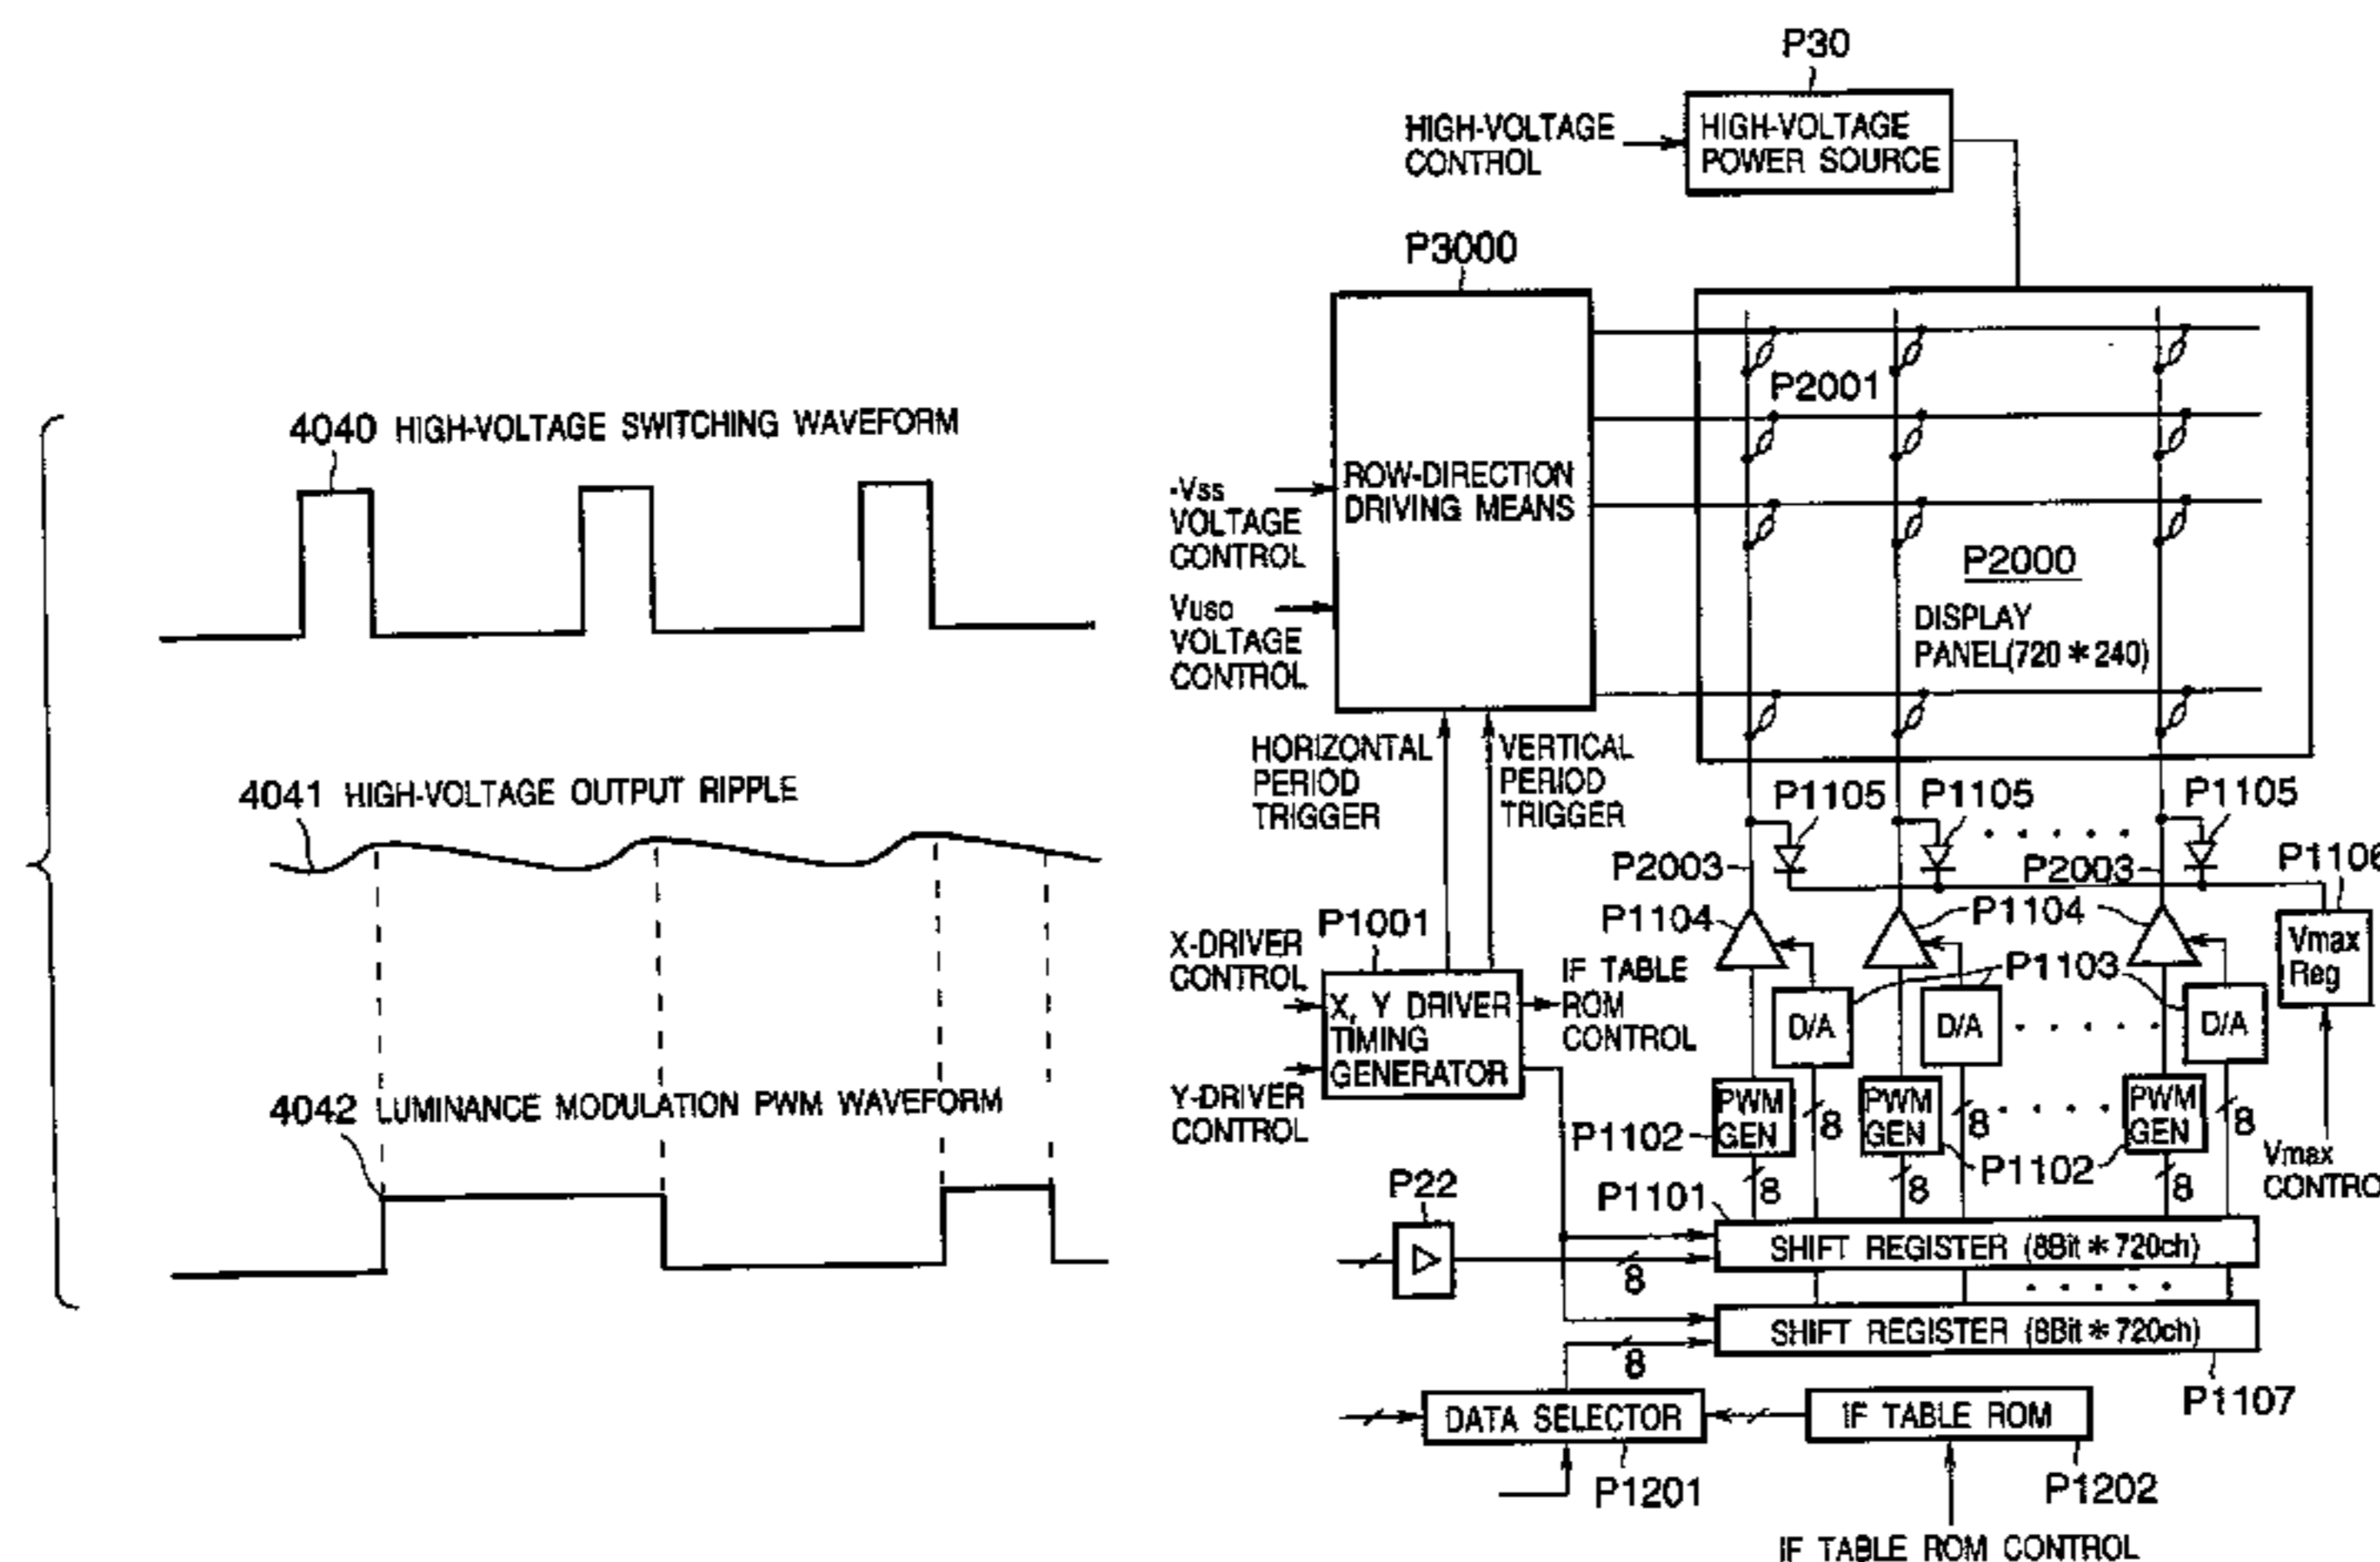 4040 HIGH-VOLTAGE SWITCHING WAVEFORM
4041 HIGH-VOLTAGE OUTPUT RIPPLE
4042 LUMINANCE MODULATION PWM WAVEFORM
P30
HIGH-VOLTAGE
CONTROL
HIGH-VOLTAGE
POWER SOURCE
P3000
ROW-DIRECTION
DRIVING MEANS
-Vss
VOLTAGE
CONTROL
Vuso
VOLTAGE
CONTROL
P2001
P2000
DISPLAY
PANEL(720*240)
HORIZONTAL
PERIOD
TRIGGER
VERTICAL
PERIOD
TRIGGER
P1105
P1105
P1105
P2003
P2003
P1106
P1104
P1104
Vmax
Reg
P1001
X-DRIVER
CONTROL
X, Y DRIVER
TIMING
GENERATOR
IF TABLE
ROM
CONTROL
P1103
D/A
D/A
D/A
Y-DRIVER
CONTROL
PWM
GEN
8
PWM
GEN
8
PWM
GEN
8
P1102
P1102
Vmax
CONTRO
P22
P1101
8
8
8
SHIFT REGISTER (8Bit*720ch)
8
SHIFT REGISTER (8Bit*720ch)
8
P1107
DATA SELECTOR
IF TABLE ROM
P1201
P1202
IF TABLE ROM CONTROL